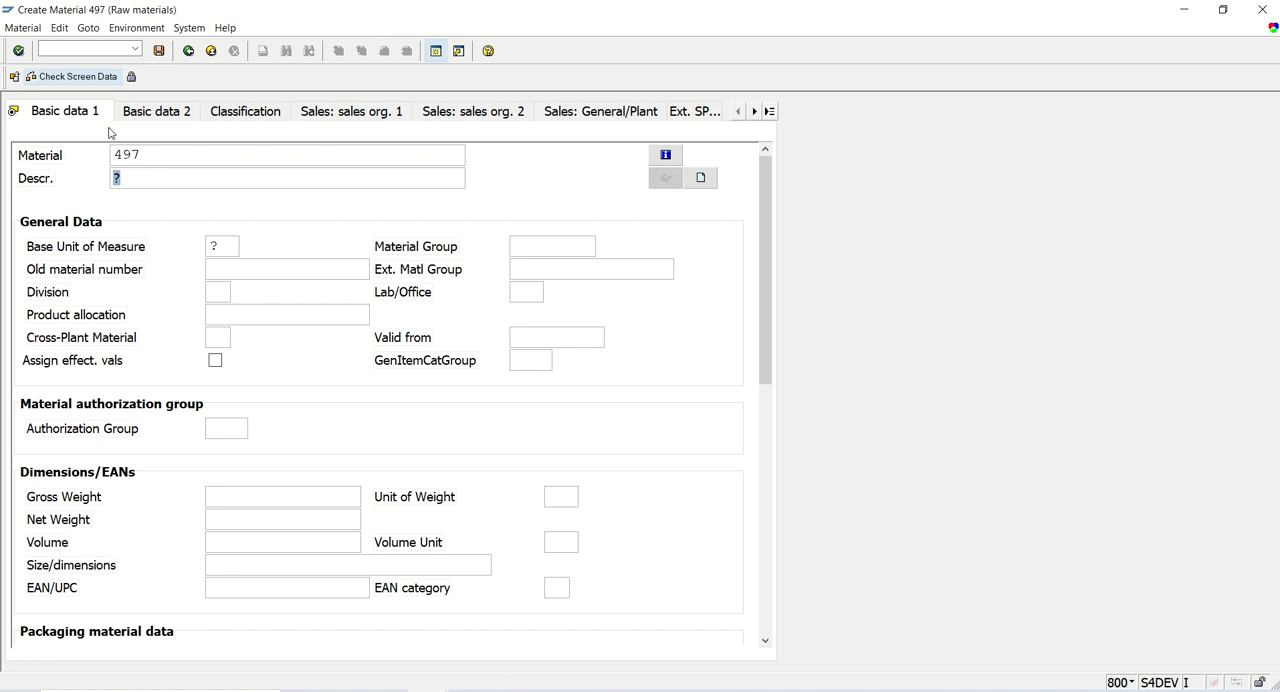 Create Material 497 (Raw materials)
Material Edit Goto Environment System Help
Check Screen Data
Basic data 1 Basic data 2 Classification Sales: sales org. 1 Sales: sales org. 2 Sales: General/Plant Ext. SP...
Material 497
Descr. ?
General Data
Base Unit of Measure ? Material Group
Old material number Ext. Matl Group
Division Lab/Office
Product allocation
Cross-Plant Material Valid from
Assign effect. vals GenItemCatGroup
Material authorization group
Authorization Group
Dimensions/EANs
Gross Weight Unit of Weight
Net Weight
Volume Volume Unit
Size/dimensions
EAN/UPC EAN category
Packaging material data
800 S4DEV I